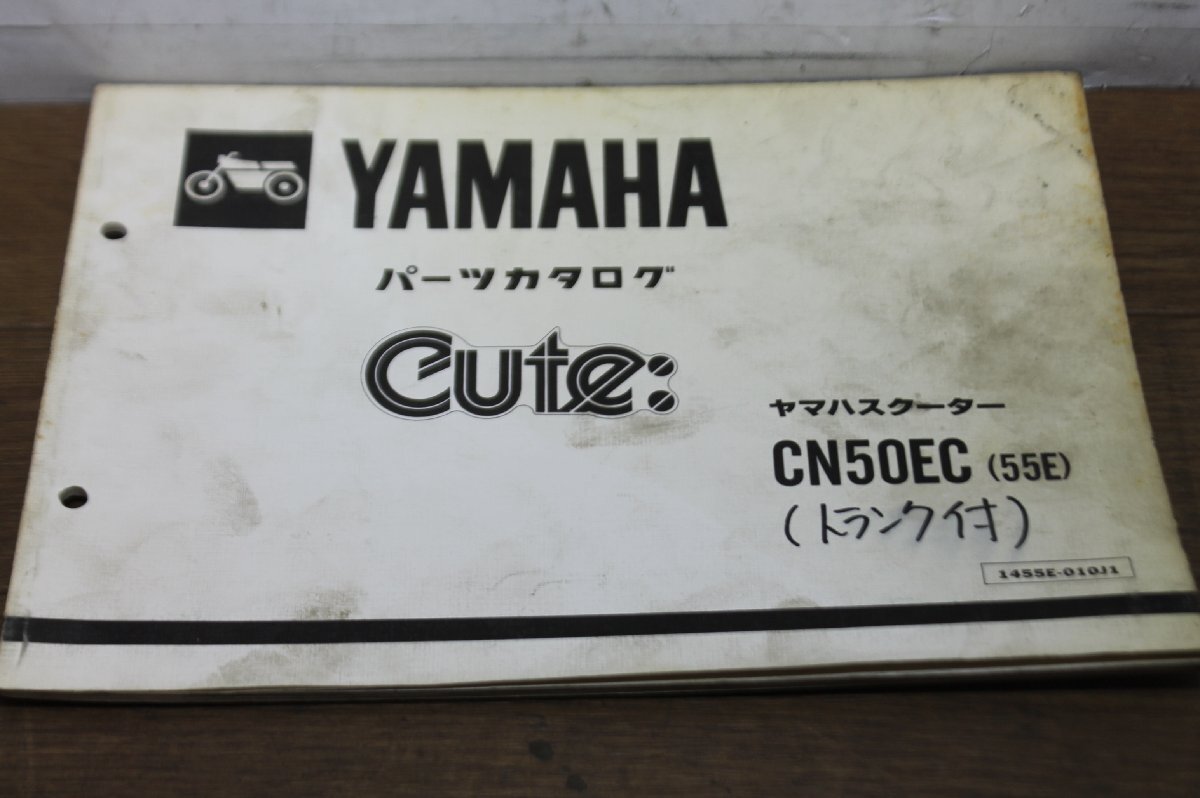 YAMAHA
パーツカタログ
Cute:
ヤマハスクーター
CN50EC (55E)
(トランク付)
1455E-010J1